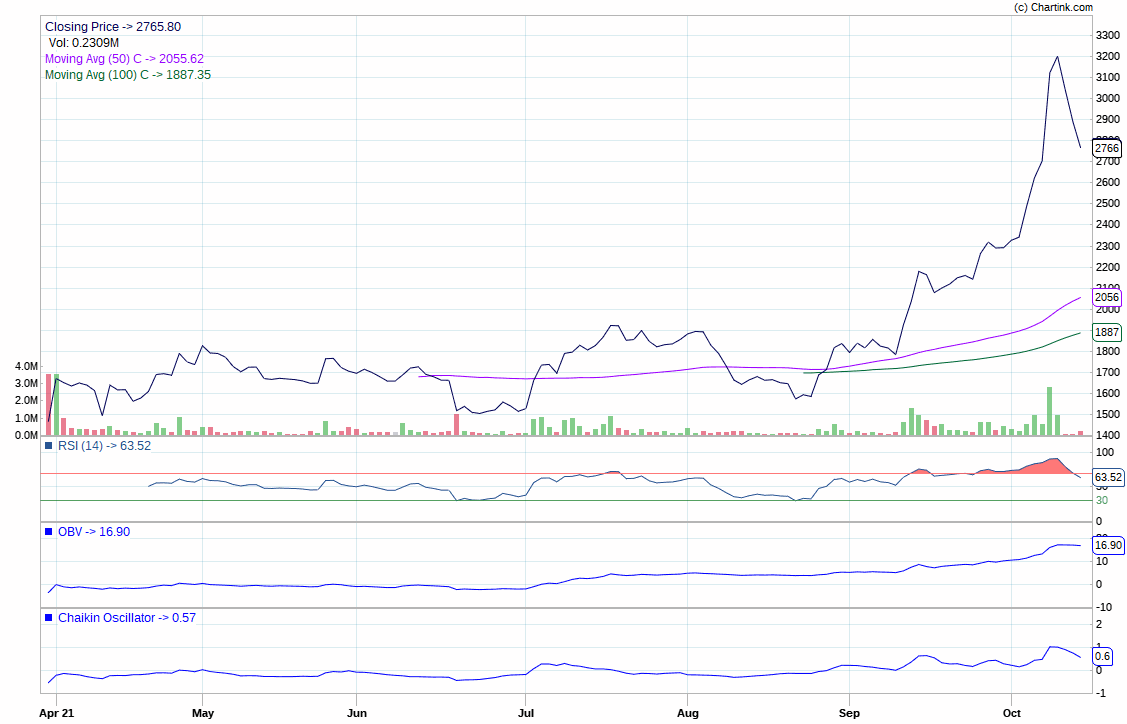 (c) Chartink.com
Closing Price -> 2765.80
Vol: 0.2309M
Moving Avg (50) C -> 2055.62
Moving Avg (100) C -> 1887.35
3300
3200
3100
3000
2900
2766
2700
2600
2500
2400
2300
2200
2100
2056
2000
1887
1800
1700
1600
1500
1400
4.0M
3.0M
2.0M
1.0M
0.0M
RSI (14) -> 63.52
100
63.52
50
30
0
OBV -> 16.90
20
16.90
10
0
-10
Chaikin Oscillator -> 0.57
2
1
0.6
0
-1
Apr 21 May Jun Jul Aug Sep Oct